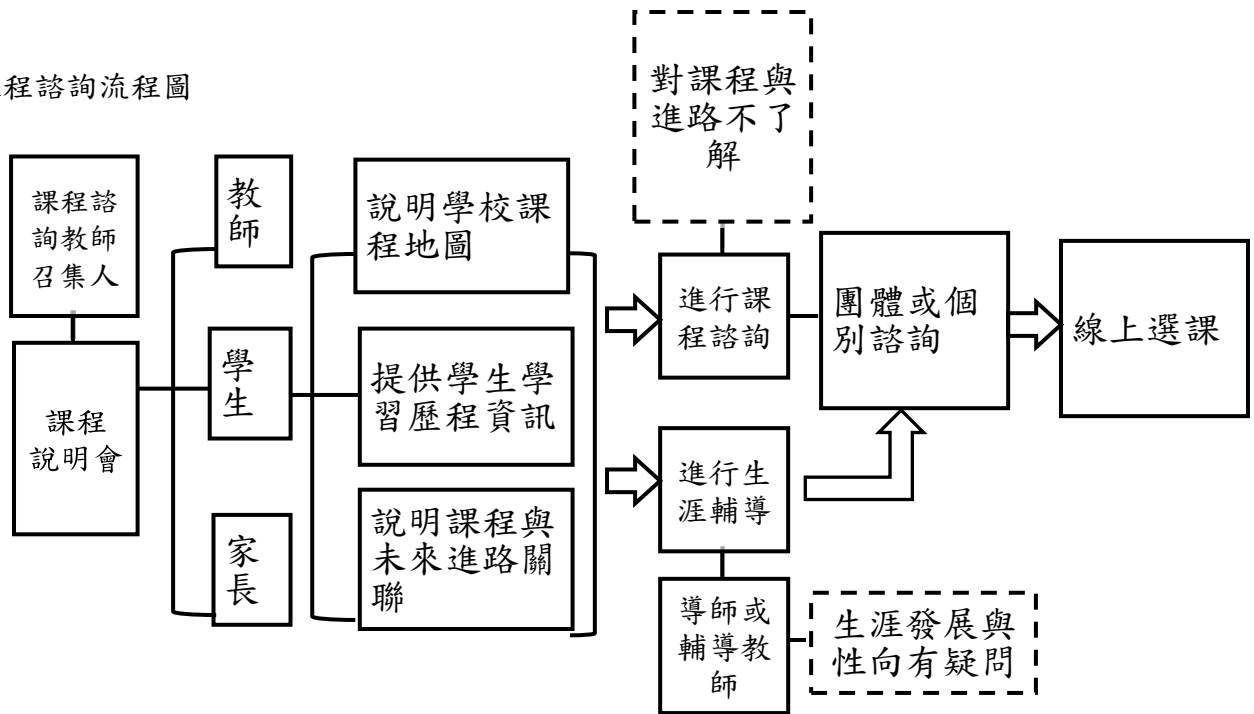 程諮詢流程圖
課程諮
詢教師
召集人
課程
說明會
教
師
學
生
家
長
說明學校課
程地圖
提供學生學
習歷程資訊
說明課程與
未來進路關
聯
對課程與
進路不了
解
進行課
程諮詢
進行生
涯輔導
導師或
輔導教
師
生涯發展與
性向有疑問
團體或個
別諮詢
線上選課